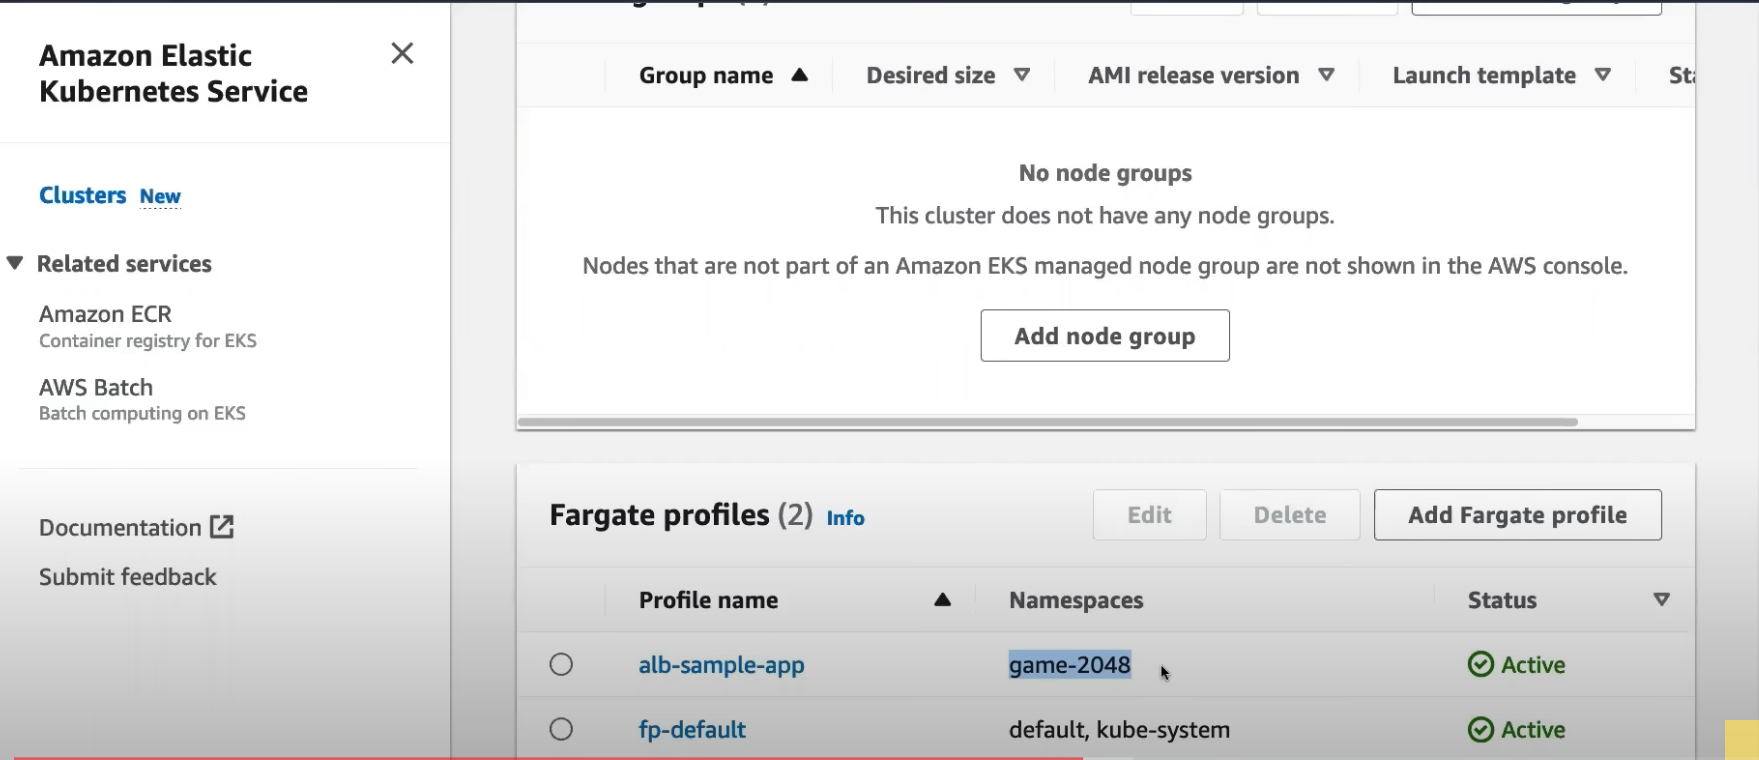 Amazon Elastic
Kubernetes Service
Clusters New
Related services
Amazon ECR
Container registry for EKS
AWS Batch
Batch computing on EKS
Documentation
Submit feedback
Group name Desired size AMI release version Launch template
No node groups
This cluster does not have any node groups.
Nodes that are not part of an Amazon EKS managed node group are not shown in the AWS console.
Add node group
Fargate profiles (2) Info Edit Delete Add Fargate profile
Profile name Namespaces Status
alb-sample-app game-2048 Active
fp-default default, kube-system Active